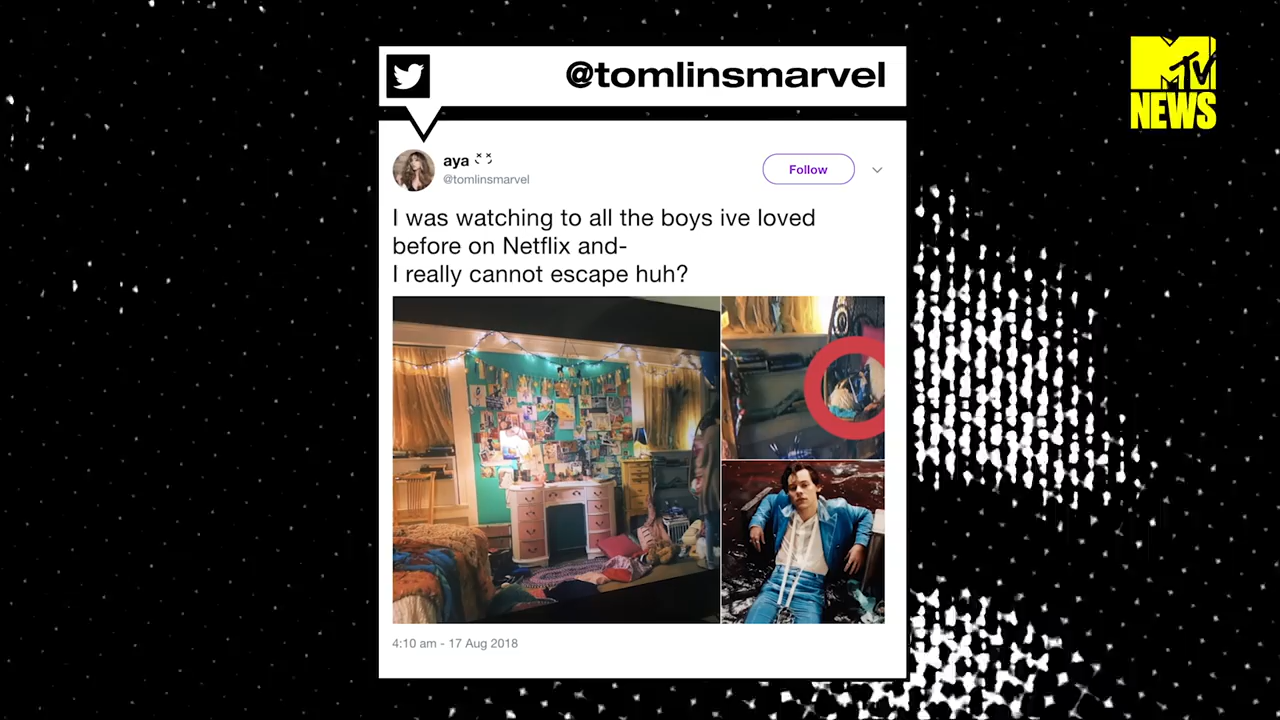 @tomlinsmarvel
MTV
NEWS
aya
@tomlinsmarvel
Follow
I was watching to all the boys ive loved
before on Netflix and-
I really cannot escape huh?
4:10 am - 17 Aug 2018